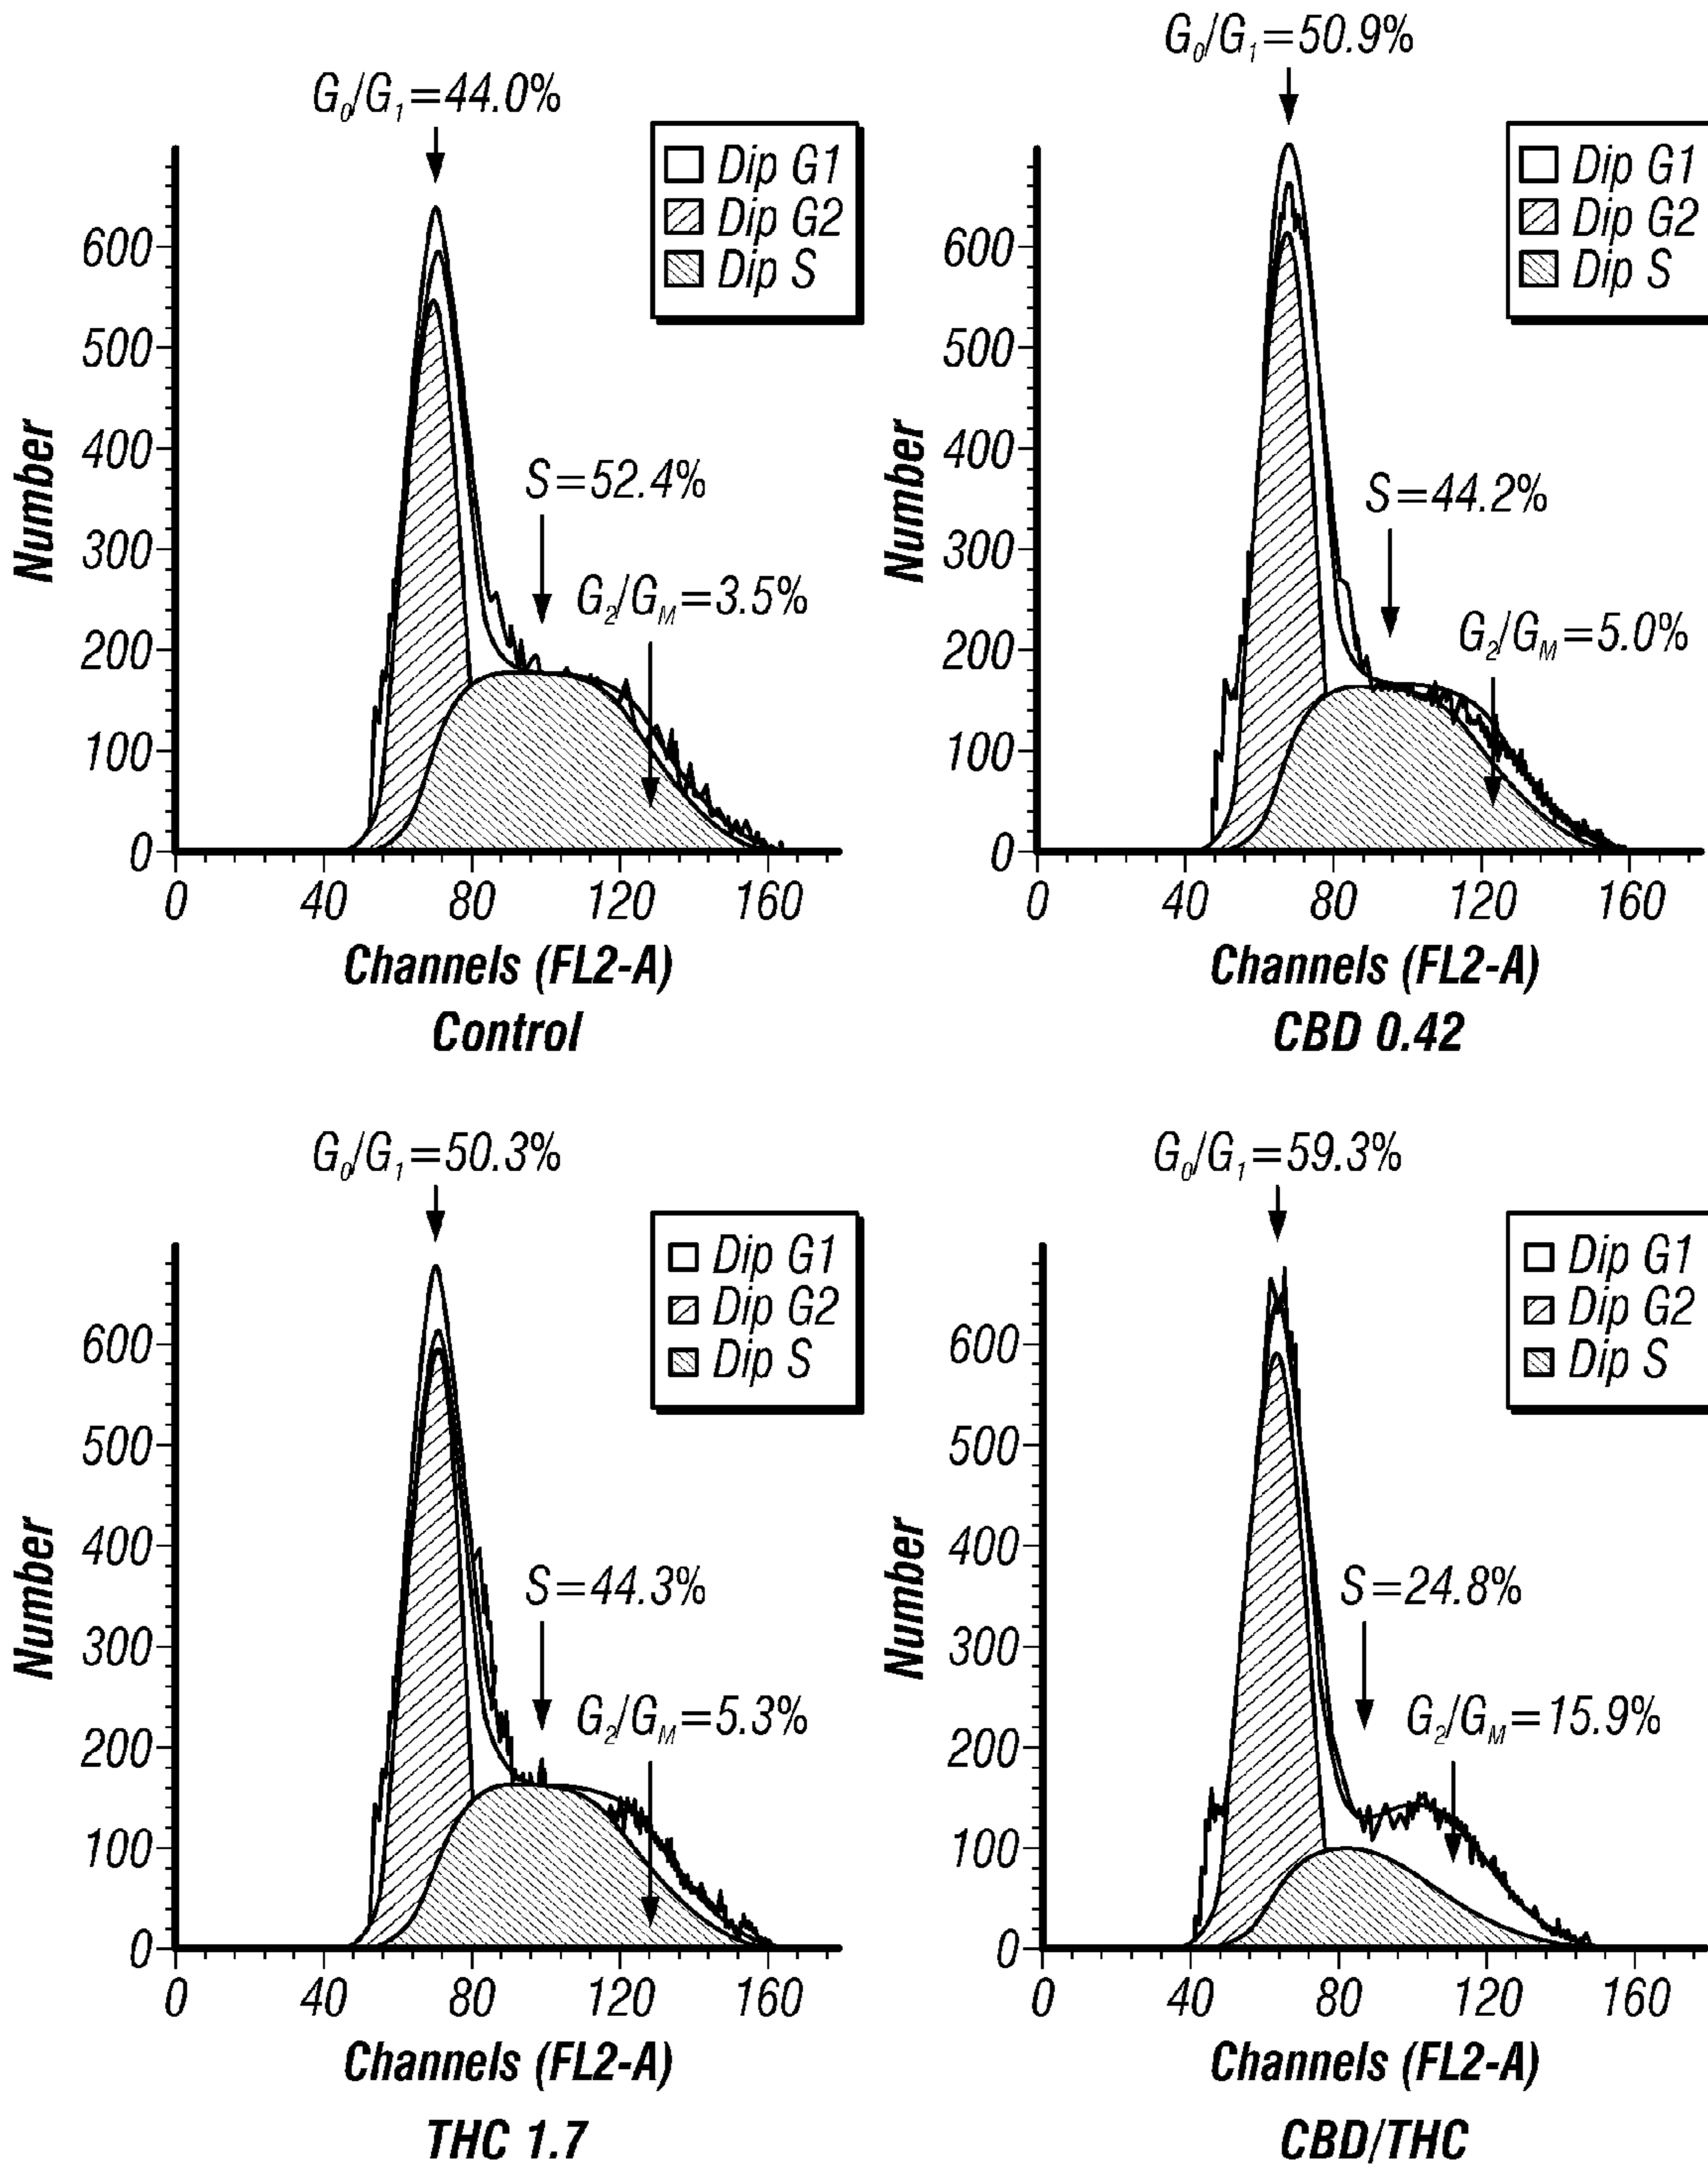 G0/G1=44.0%
Dip G1
Dip G2
Dip S
600
500
400
300
200
100
0
Number
S=52.4%
G2/GM=3.5%
0 40 80 120 160
Channels (FL2-A)
Control
G0/G1=50.9%
Dip G1
Dip G2
Dip S
600
500
400
300
200
100
0
Number
S=44.2%
G2/GM=5.0%
0 40 80 120 160
Channels (FL2-A)
CBD 0.42
G0/G1=50.3%
Dip G1
Dip G2
Dip S
600
500
400
300
200
100
0
Number
S=44.3%
G2/GM=5.3%
0 40 80 120 160
Channels (FL2-A)
THC 1.7
G0/G1=59.3%
Dip G1
Dip G2
Dip S
600
500
400
300
200
100
0
Number
S=24.8%
G2/GM=15.9%
0 40 80 120 160
Channels (FL2-A)
CBD/THC